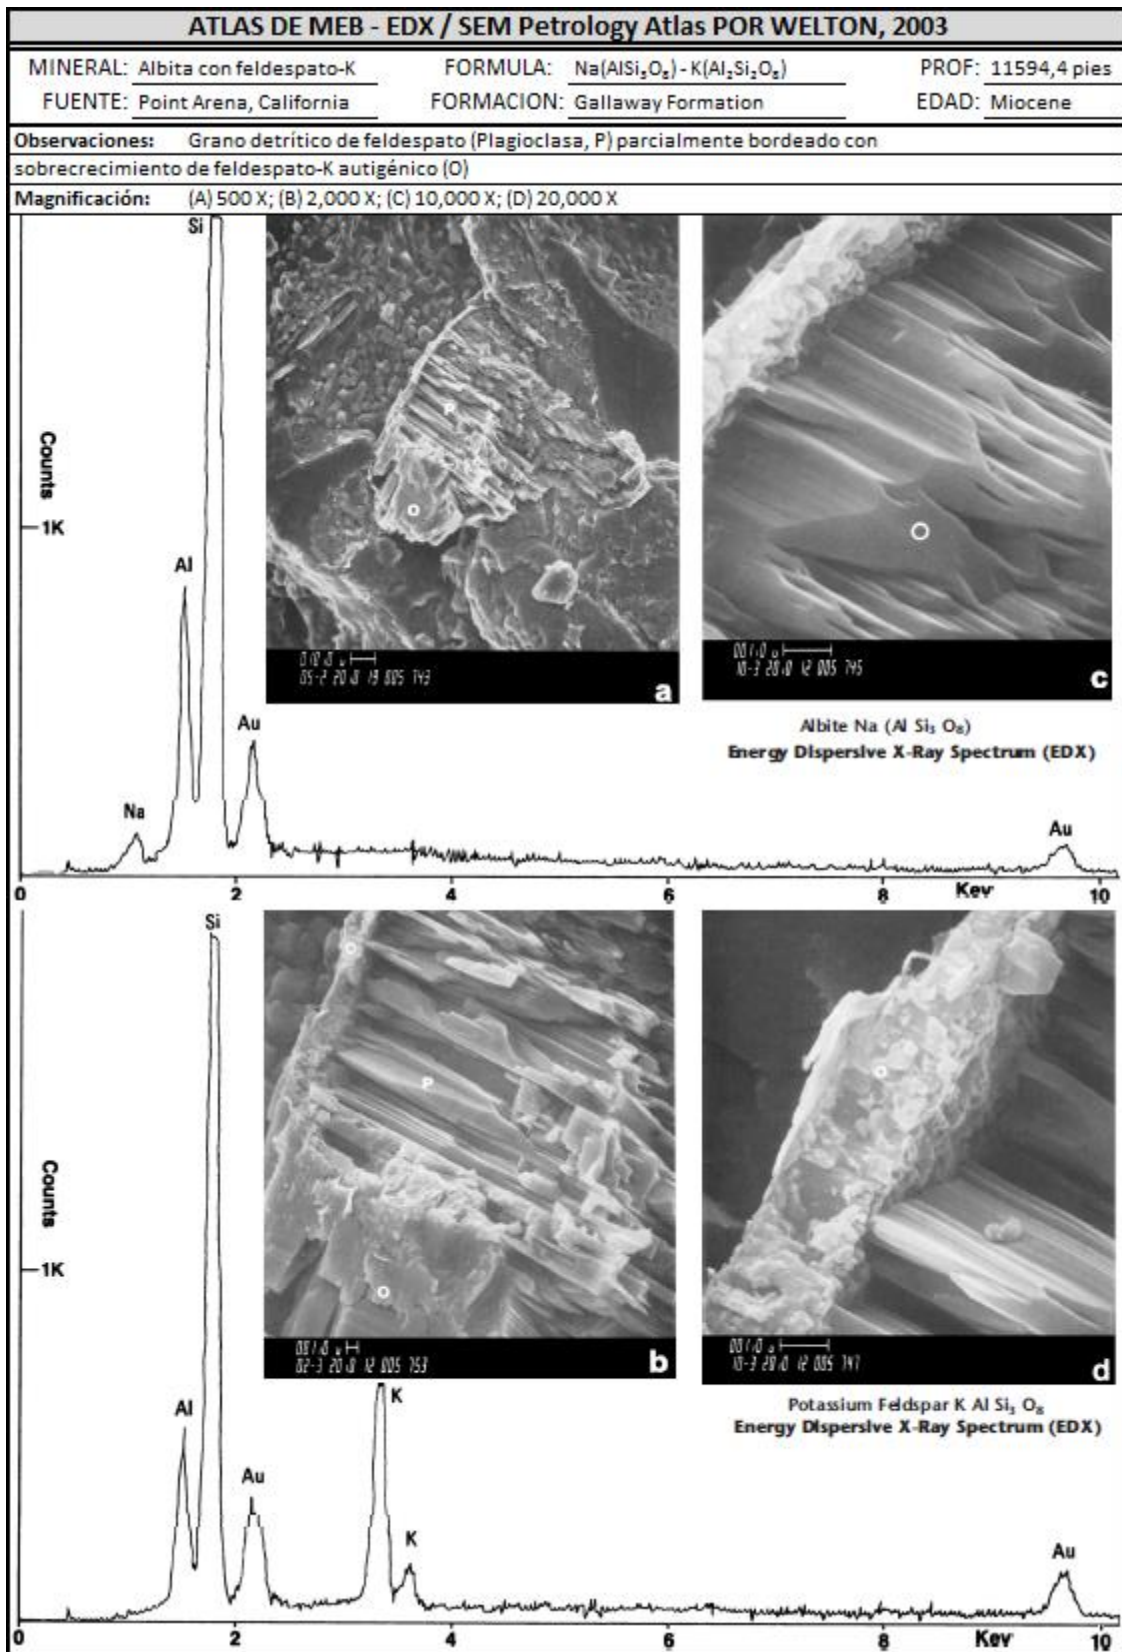 ATLAS DE MEB - EDX / SEM Petrology Atlas POR WELTON, 2003
MINERAL: Albita con feldespato-K FORMULA: Na(AlSi₃O₈) - K(Al₂Si₂O₈) PROF: 11594,4 pies
FUENTE: Point Arena, California FORMACION: Gallaway Formation EDAD: Miocene
Observaciones: Grano detrítico de feldespato (Plagioclasa, P) parcialmente bordeado con
sobrecrecimiento de feldespato-K autigénico (O)
Magnificación: (A) 500 X; (B) 2,000 X; (C) 10,000 X; (D) 20,000 X
Si
Counts
1K
Al
Au
Na
Au
P
O
a
c
Albite Na (Al Si₃ O₈)
Energy Dispersive X-Ray Spectrum (EDX)
0 2 4 6 8 Kev 10
Si
Counts
1K
Al
Au
K
K
Au
O
P
O
b
O
d
Potassium Feldspar K Al Si₃ O₈
Energy Dispersive X-Ray Spectrum (EDX)
0 2 4 6 8 Kev 10